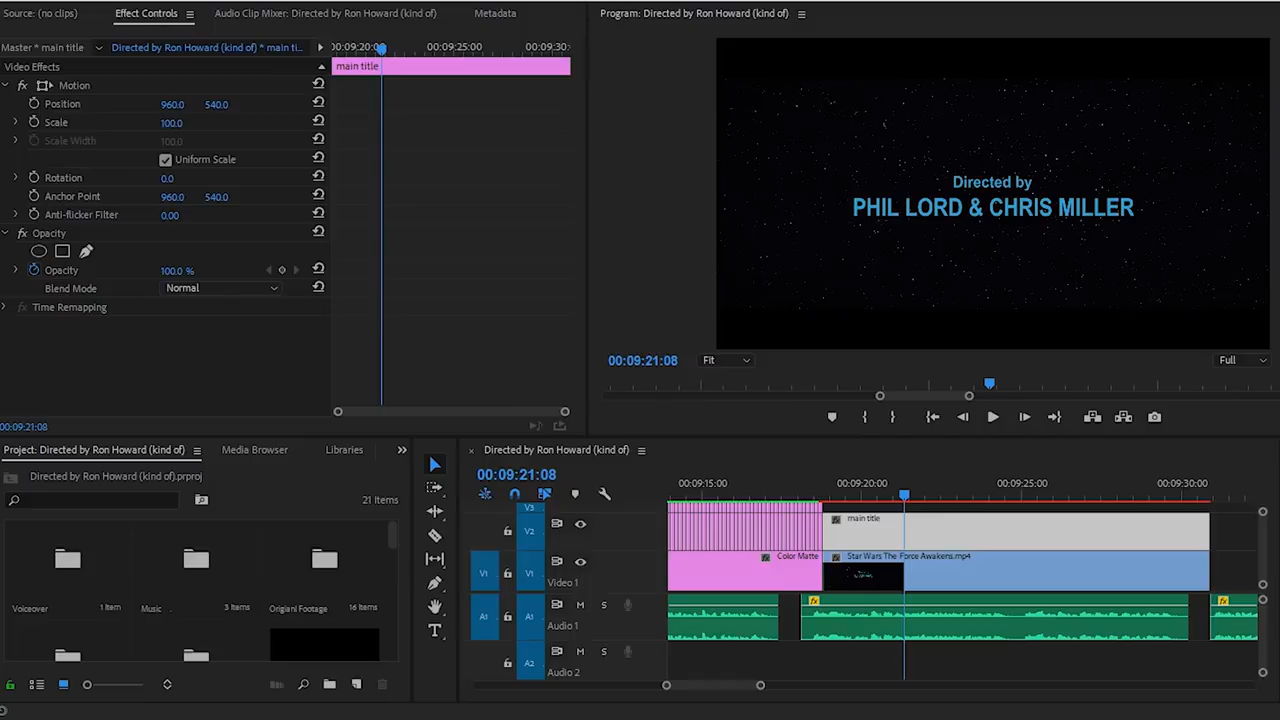 Source: (no clips)
Effect Controls
Audio Clip Mixer: Directed by Ron Howard (kind of)
Metadata
Program: Directed by Ron Howard (kind of)
Master * main title
Directed by Ron Howard (kind of) * main ti...
00:09:20:00
00:09:25:00
00:09:30:
Video Effects
main title
fx Motion
Position 960.0 540.0
Scale 100.0
Scale Width 100.0
Uniform Scale
Rotation 0.0
Anchor Point 960.0 540.0
Anti-flicker Filter 0.00
fx Opacity
Opacity 100.0 %
Blend Mode Normal
fx Time Remapping
Directed by
PHIL LORD & CHRIS MILLER
00:09:21:08
Fit
Full
00:09:21:08
Project: Directed by Ron Howard (kind of)
Media Browser
Libraries
Directed by Ron Howard (kind of).prproj
21 Items
Voiceover 1 Item
Music 3 Items
Origianl Footage 16 Items
Directed by Ron Howard (kind of)
00:09:21:08
00:09:15:00
00:09:20:00
00:09:25:00
00:09:30:00
V3
V2
main title
V1 V1 Video 1
Color Matte
Star Wars The Force Awakens.mp4
A1 A1 M S
Audio 1
fx
fx
A2 M S
Audio 2